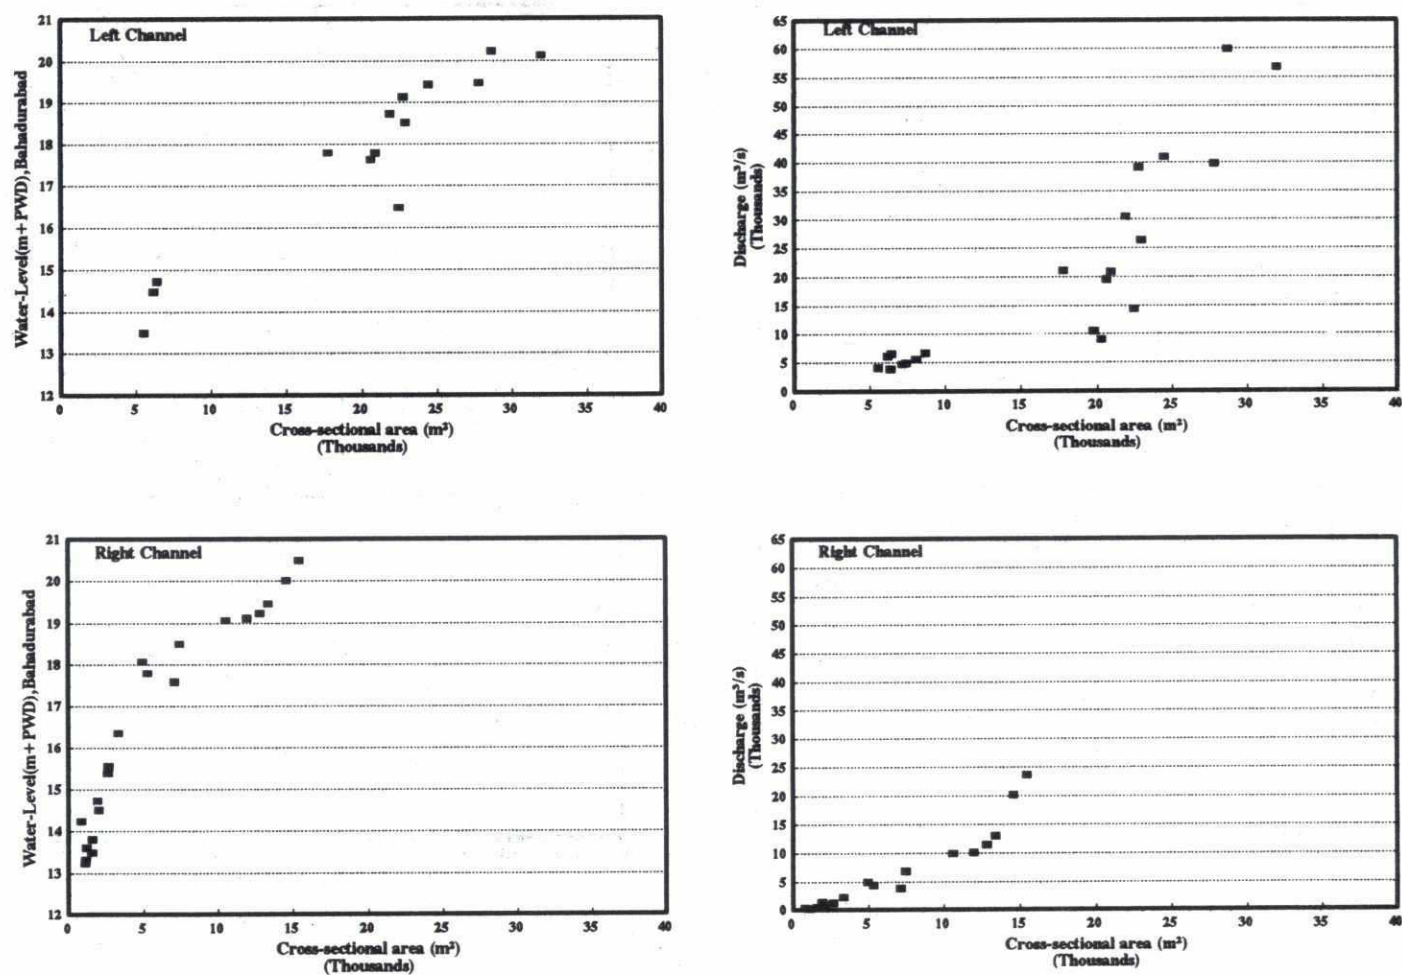 Left Channel
21
20
19
18
17
16
15
14
13
12
0 5 10 15 20 25 30 35 40
Water-Level(m+PWD),Bahadurabad
Cross-sectional area (m²)
(Thousands)
Left Channel
65
60
55
50
45
40
35
30
25
20
15
10
5
0
0 5 10 15 20 25 30 35 40
Discharge (m³/s)
(Thousands)
Cross-sectional area (m²)
(Thousands)
Right Channel
21
20
19
18
17
16
15
14
13
12
0 5 10 15 20 25 30 35 40
Water-Level(m+PWD),Bahadurabad
Cross-sectional area (m²)
(Thousands)
Right Channel
65
60
55
50
45
40
35
30
25
20
15
10
5
0
0 5 10 15 20 25 30 35 40
Discharge (m³/s)
(Thousands)
Cross-sectional area (m²)
(Thousands)